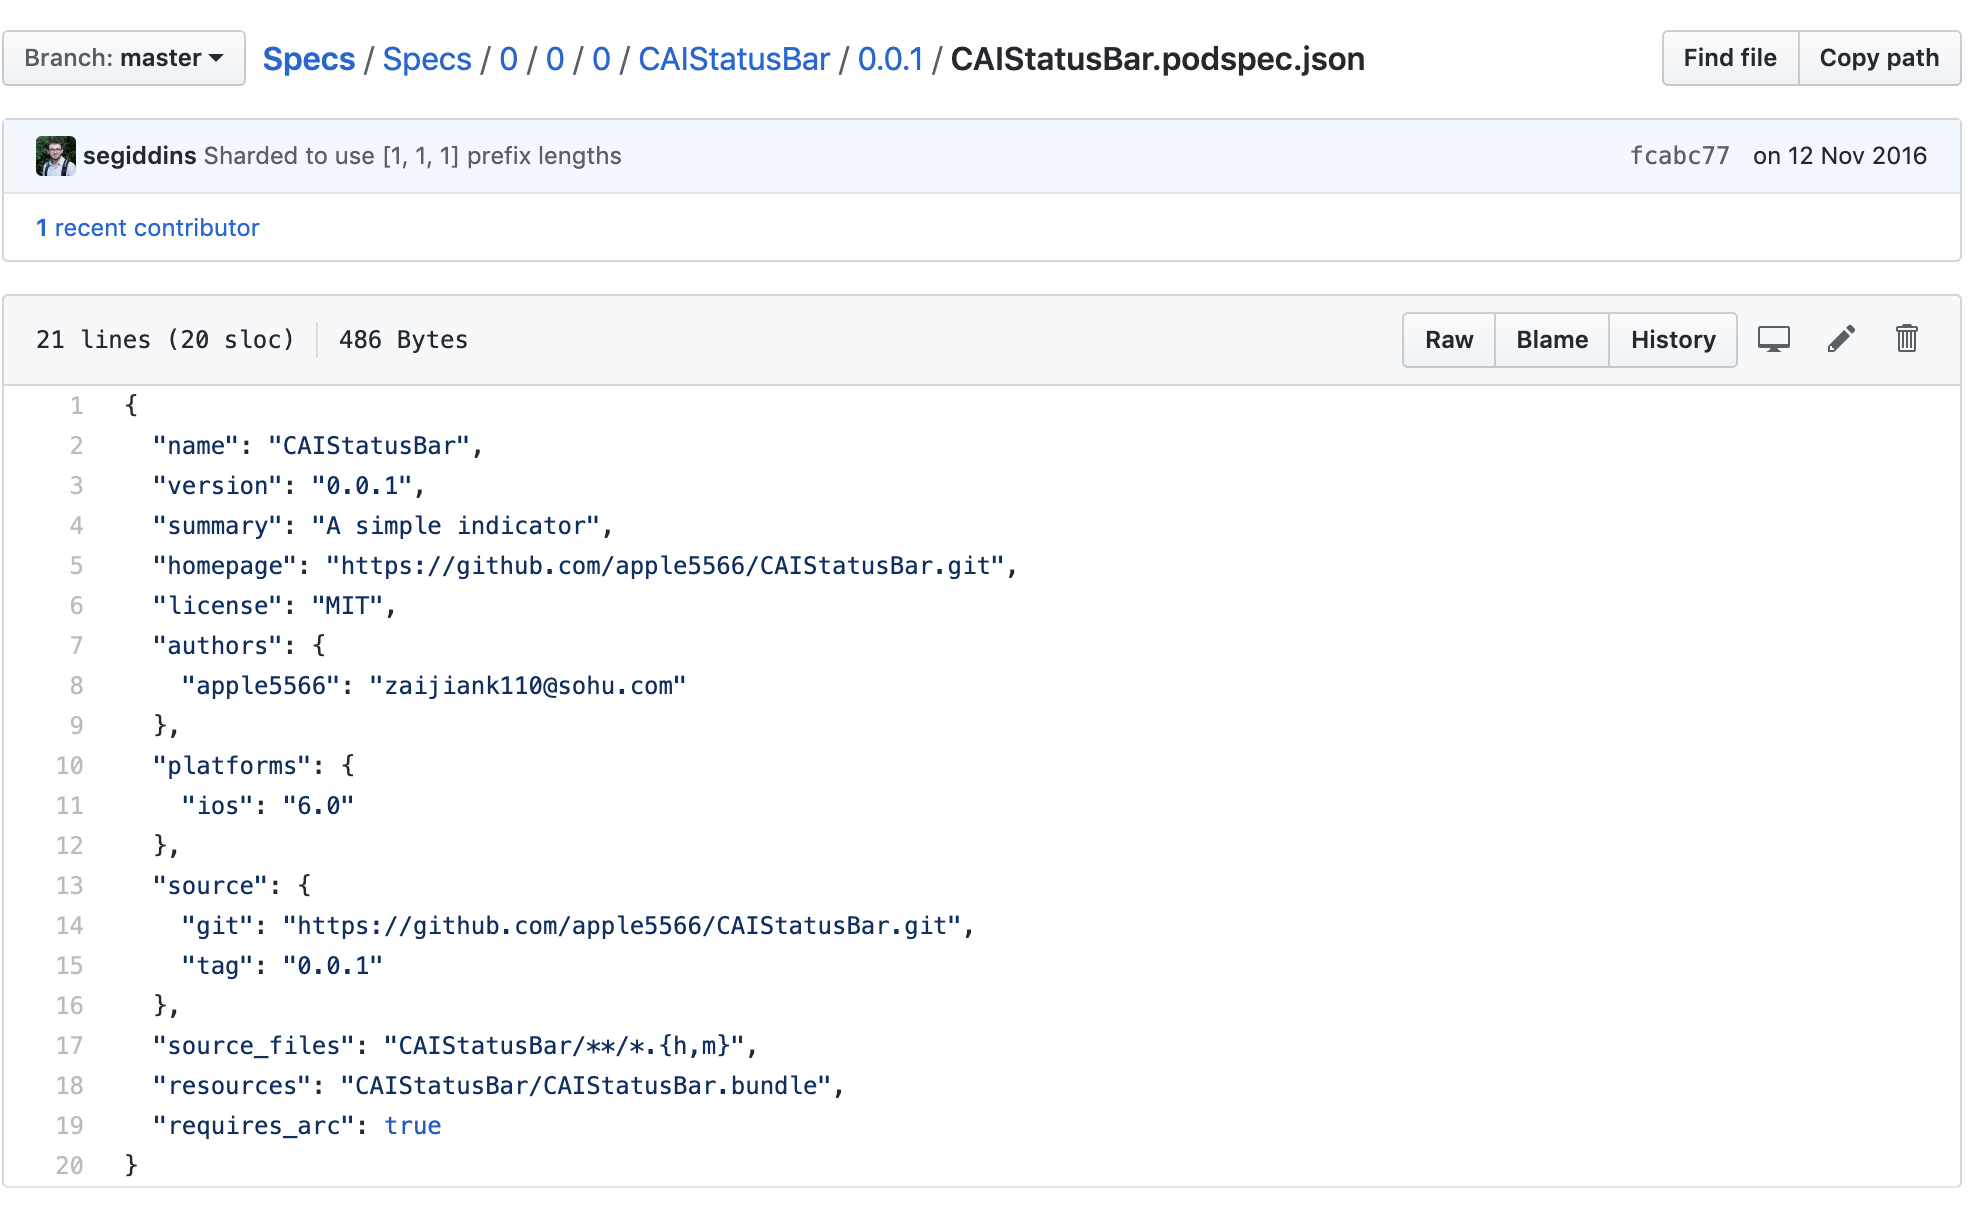 Branch: master Specs / Specs / 0 / 0 / 0 / CAIStatusBar / 0.0.1 / CAIStatusBar.podspec.json Find file Copy path
segiddins Sharded to use [1, 1, 1] prefix lengths fcabc77 on 12 Nov 2016
1 recent contributor
21 lines (20 sloc) 486 Bytes Raw Blame History
1 {
2   "name": "CAIStatusBar",
3   "version": "0.0.1",
4   "summary": "A simple indicator",
5   "homepage": "https://github.com/apple5566/CAIStatusBar.git",
6   "license": "MIT",
7   "authors": {
8     "apple5566": "zaijiank110@sohu.com"
9   },
10   "platforms": {
11     "ios": "6.0"
12   },
13   "source": {
14     "git": "https://github.com/apple5566/CAIStatusBar.git",
15     "tag": "0.0.1"
16   },
17   "source_files": "CAIStatusBar/**/*.{h,m}",
18   "resources": "CAIStatusBar/CAIStatusBar.bundle",
19   "requires_arc": true
20 }